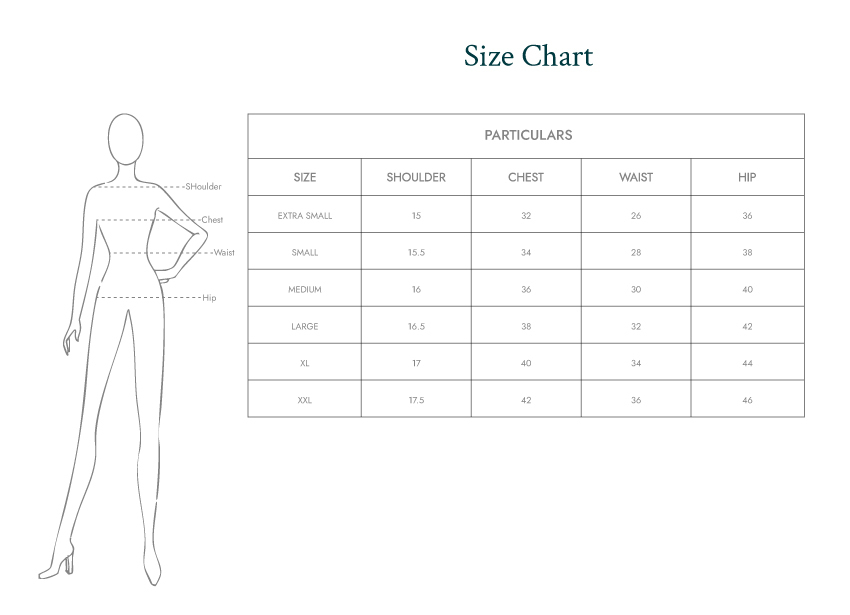 Size Chart
PARTICULARS
SIZE SHOULDER CHEST WAIST HIP
EXTRA SMALL 15 32 26 36
SMALL 15.5 34 28 38
MEDIUM 16 36 30 40
LARGE 16.5 38 32 42
XL 17 40 34 44
XXL 17.5 42 36 46
SHoulder
Chest
Waist
Hip